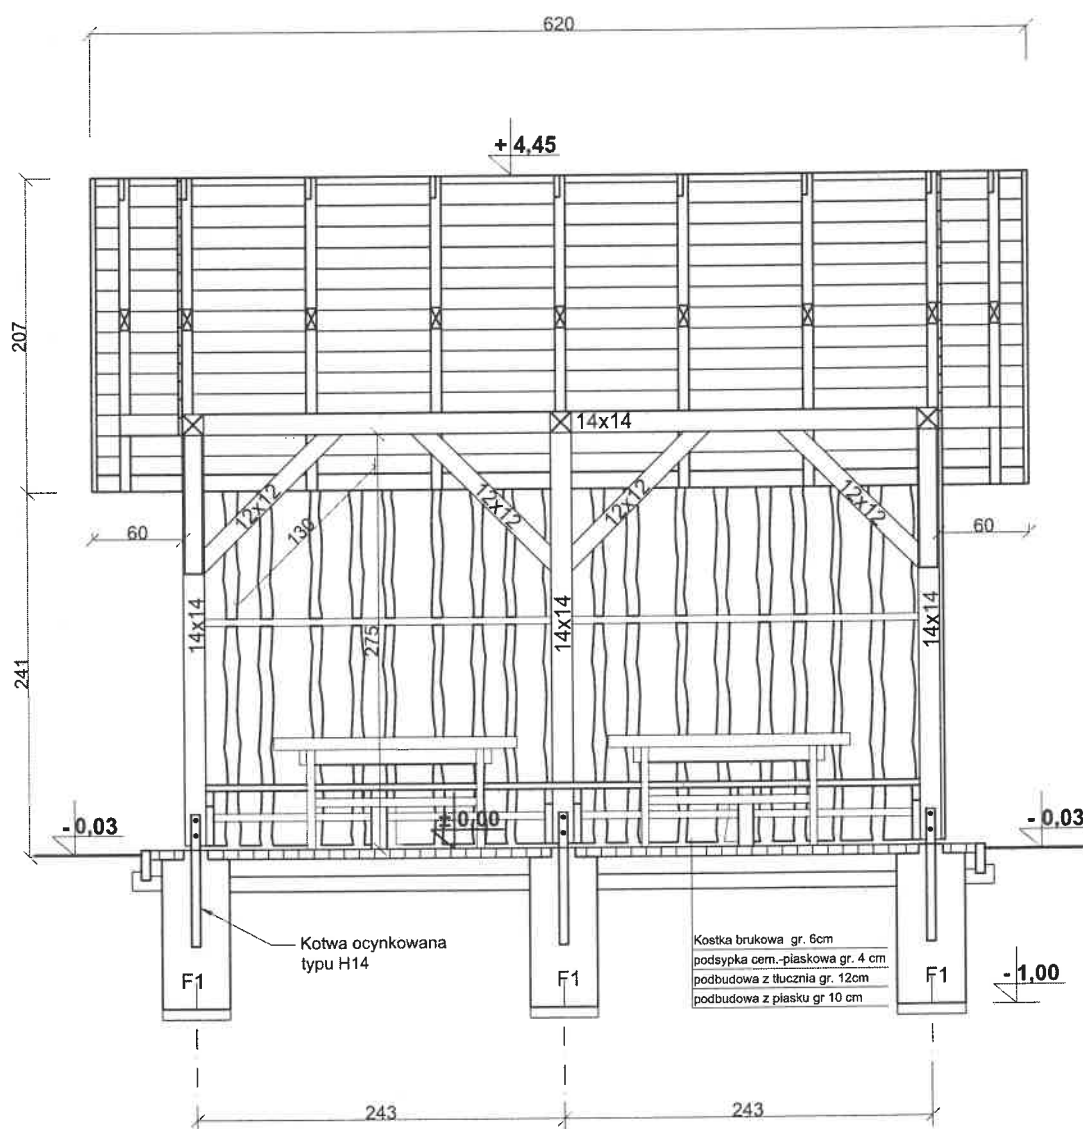 620
+ 4,45
207
14x14
12x12
12x12
12x12
12x12
60
130
60
14x14
275
14x14
14x14
241
- 0,03
± 0,00
- 0,03
Kotwa ocynkowana
typu H14
Kostka brukowa gr. 6cm
podsypka cem.-piaskowa gr. 4 cm
podbudowa z tłucznia gr. 12cm
podbudowa z piasku gr 10 cm
F1
F1
F1
- 1,00
243
243